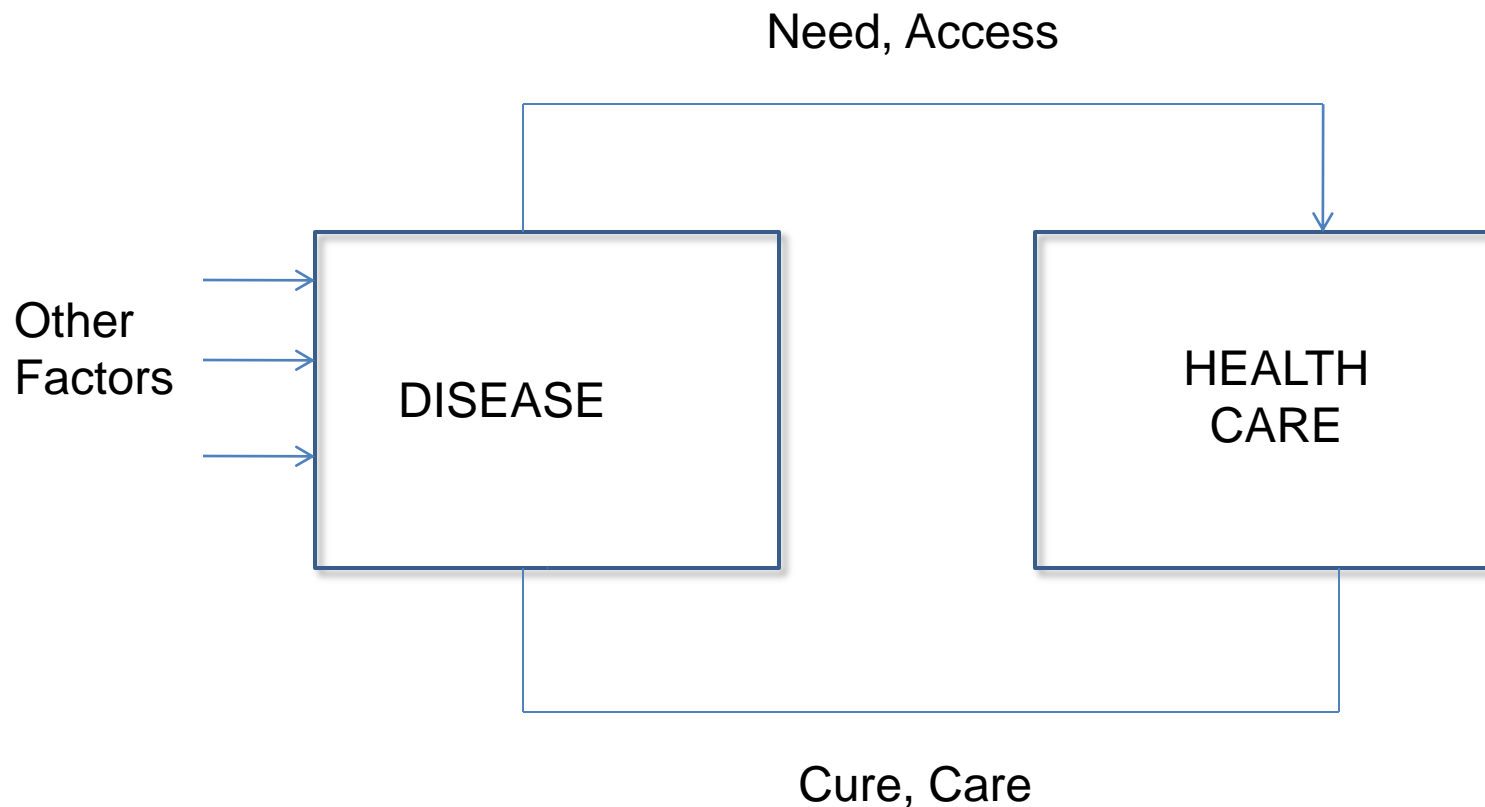 Need, Access
Other
Factors
DISEASE
HEALTH
CARE
Cure, Care